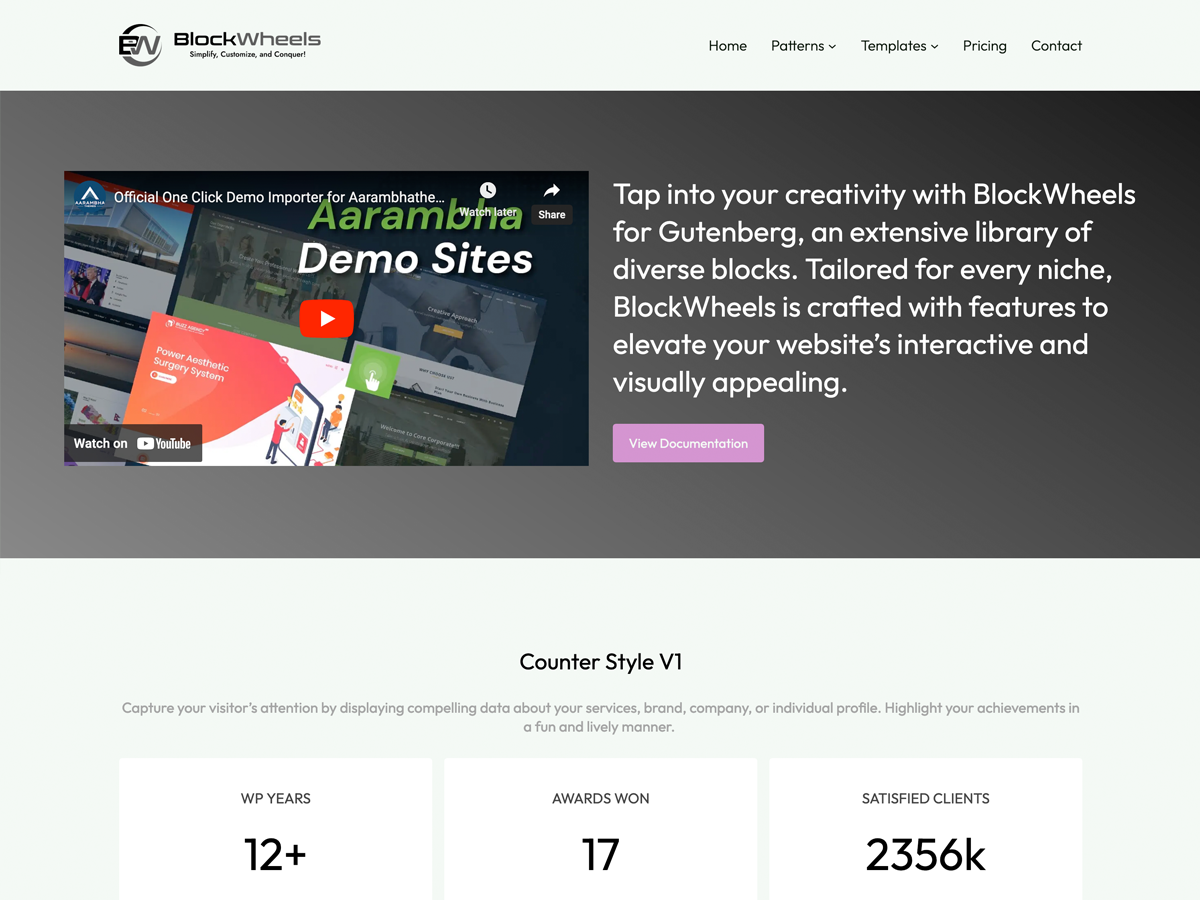 BW BlockWheels
Simplify, Customize, and Conquer!
Home Patterns Templates Pricing Contact
AARAMBHA
Official One Click Demo Importer for Aarambhathe...
Watch later
Share
Aarambha
Demo Sites
Creative Approach
Power Aesthetic
Surgery System
WHY CHOOSE US?
Welcome to Core Corporate!!
Watch on YouTube
Tap into your creativity with BlockWheels
for Gutenberg, an extensive library of
diverse blocks. Tailored for every niche,
BlockWheels is crafted with features to
elevate your website’s interactive and
visually appealing.
View Documentation
Counter Style V1
Capture your visitor’s attention by displaying compelling data about your services, brand, company, or individual profile. Highlight your achievements in
a fun and lively manner.
WP YEARS
12+
AWARDS WON
17
SATISFIED CLIENTS
2356k